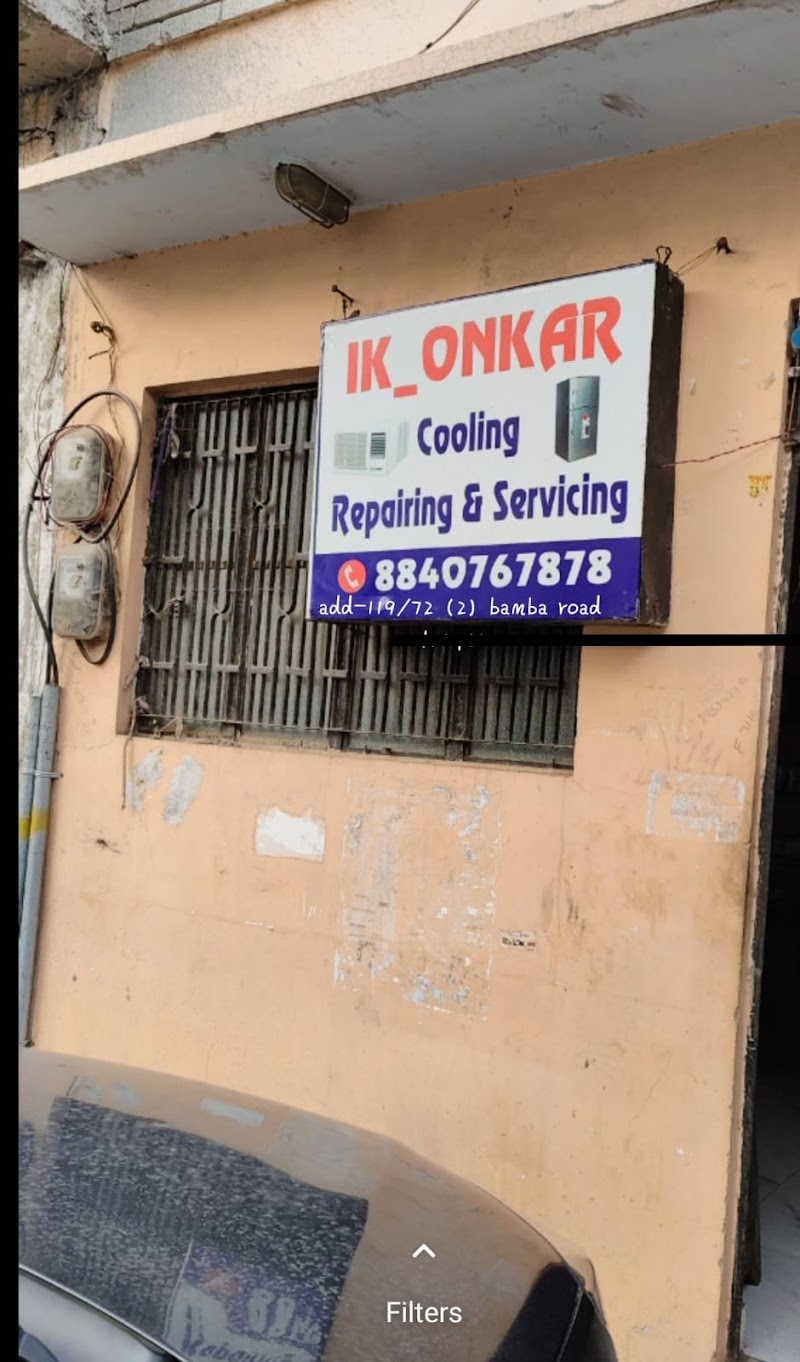 IK_ONKAR
Cooling
Repairing & Servicing
8840767878
add-119/72 (2) bamba road
Filters